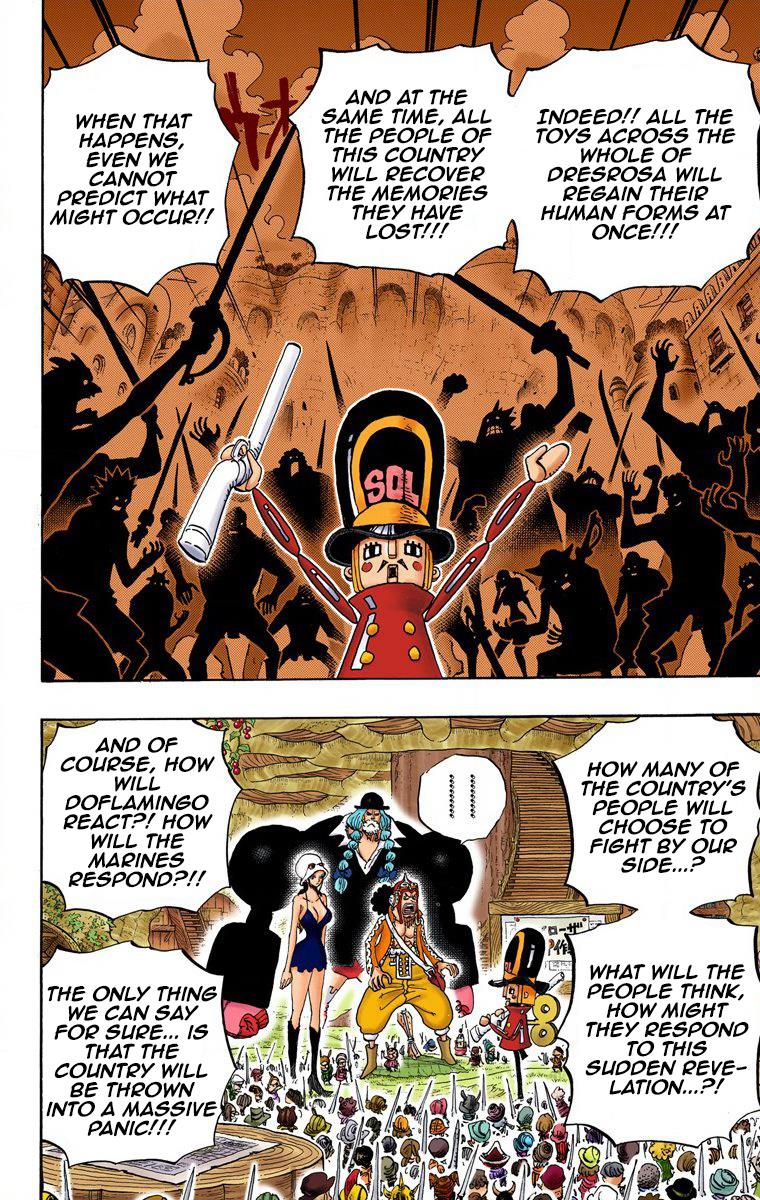 INDEED!! ALL THE
TOYS ACROSS THE
WHOLE OF
DRESROSA WILL
REGAIN THEIR
HUMAN FORMS AT
ONCE!!!
AND AT THE
SAME TIME, ALL
THE PEOPLE OF
THIS COUNTRY
WILL RECOVER
THE MEMORIES
THEY HAVE
LOST!!!
WHEN THAT
HAPPENS,
EVEN WE
CANNOT
PREDICT WHAT
MIGHT OCCUR!!
ウオ
SOL
HOW MANY OF
THE COUNTRY'S
PEOPLE WILL
CHOOSE TO
FIGHT BY OUR
SIDE...?
WHAT WILL THE
PEOPLE THINK,
HOW MIGHT
THEY RESPOND
TO THIS
SUDDEN REVE-
LATION...?!
AND OF
COURSE, HOW
WILL
DOFLAMINGO
REACT?! HOW
WILL THE
MARINES
RESPOND?!!
THE ONLY THING
WE CAN SAY
FOR SURE... IS
THAT THE
COUNTRY WILL
BE THROWN
INTO A MASSIVE
PANIC!!!